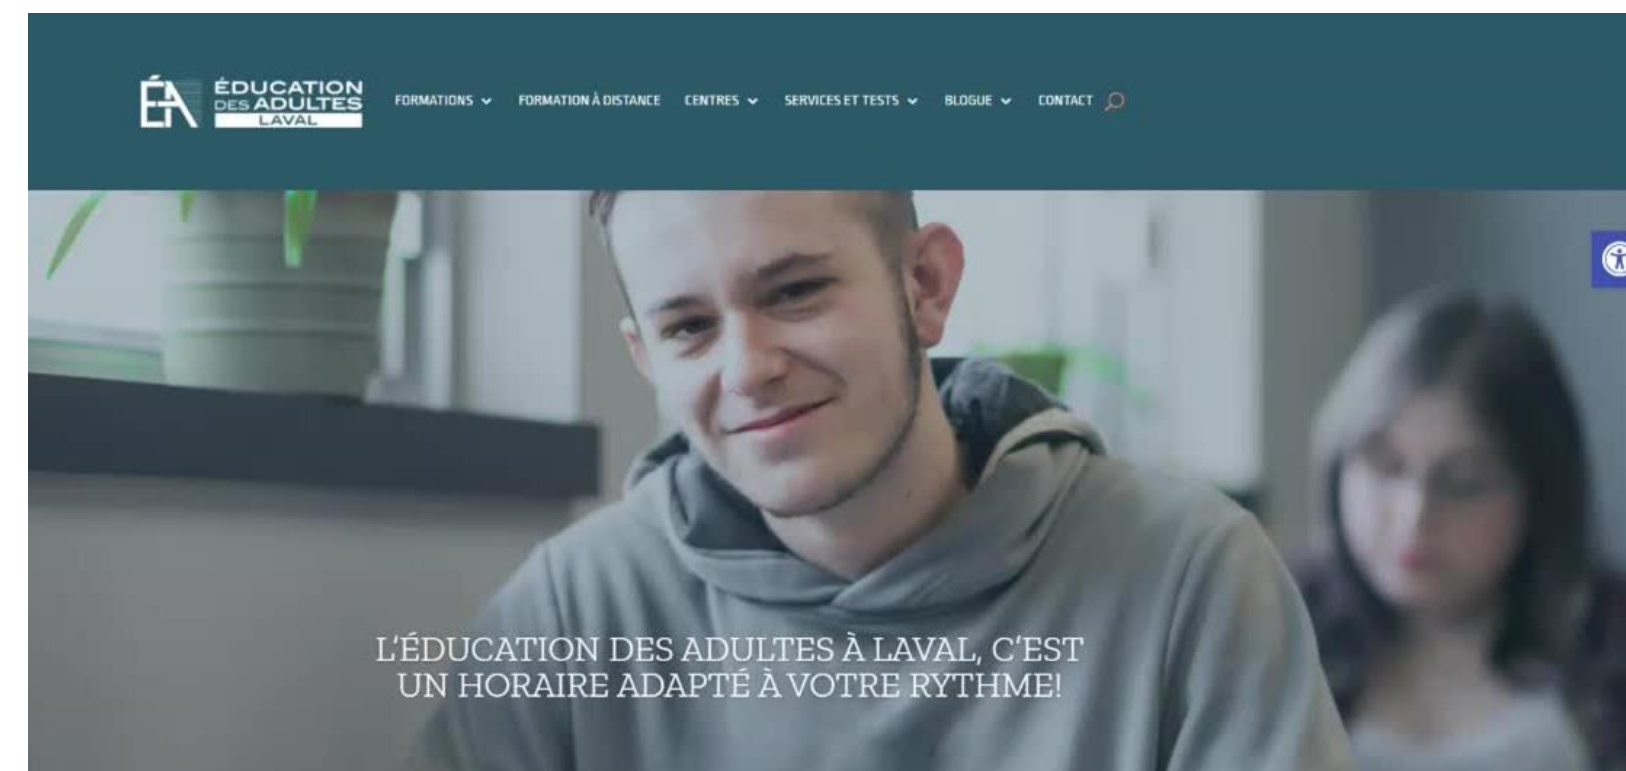 ÉA
ÉDUCATION
DES ADULTES
LAVAL
FORMATIONS
FORMATION À DISTANCE
CENTRES
SERVICES ET TESTS
BLOGUE
CONTACT
L'ÉDUCATION DES ADULTES À LAVAL, C'EST
UN HORAIRE ADAPTÉ À VOTRE RYTHME!